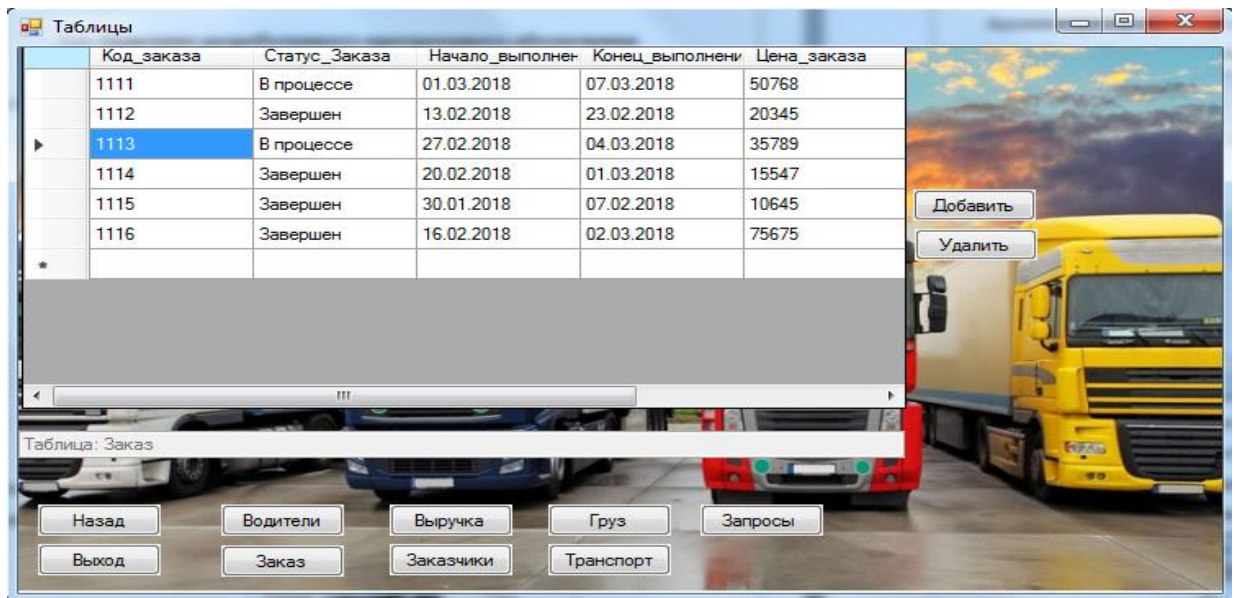 Таблицы
Код_заказа Статус_Заказа Начало_выполнен Конец_выполнени Цена_заказа
1111 В процессе 01.03.2018 07.03.2018 50768
1112 Завершен 13.02.2018 23.02.2018 20345
1113 В процессе 27.02.2018 04.03.2018 35789
1114 Завершен 20.02.2018 01.03.2018 15547
1115 Завершен 30.01.2018 07.02.2018 10645
1116 Завершен 16.02.2018 02.03.2018 75675
Добавить
Удалить
Таблица: Заказ
Назад Водители Выручка Груз Запросы
Выход Заказ Заказчики Транспорт